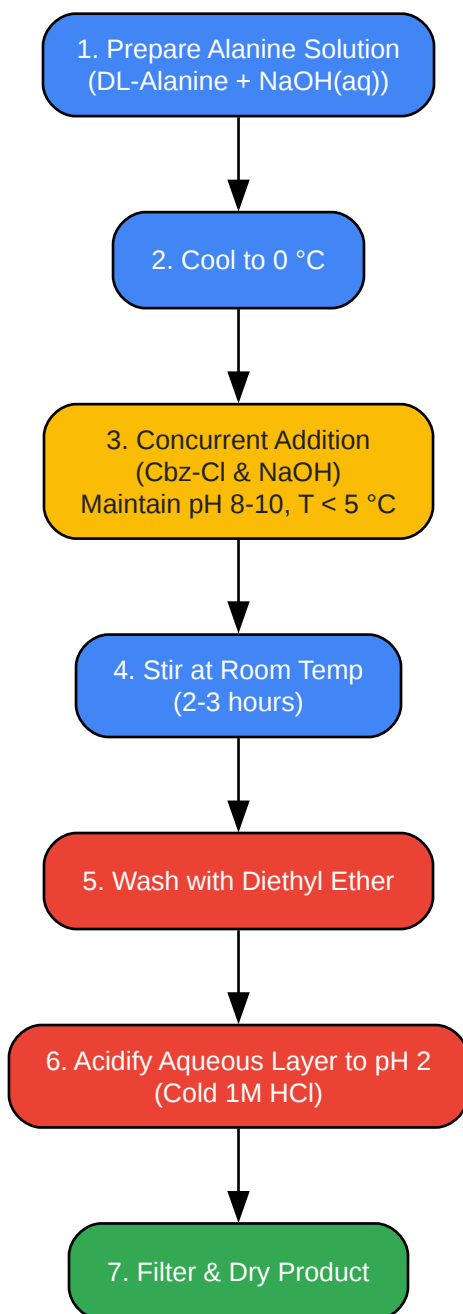 1. Prepare Alanine Solution
(DL-Alanine + NaOH(aq))
2. Cool to 0 °C
3. Concurrent Addition
(Cbz-Cl & NaOH)
Maintain pH 8-10, T < 5 °C
4. Stir at Room Temp
(2-3 hours)
5. Wash with Diethyl Ether
6. Acidify Aqueous Layer to pH 2
(Cold 1M HCl)
7. Filter & Dry Product